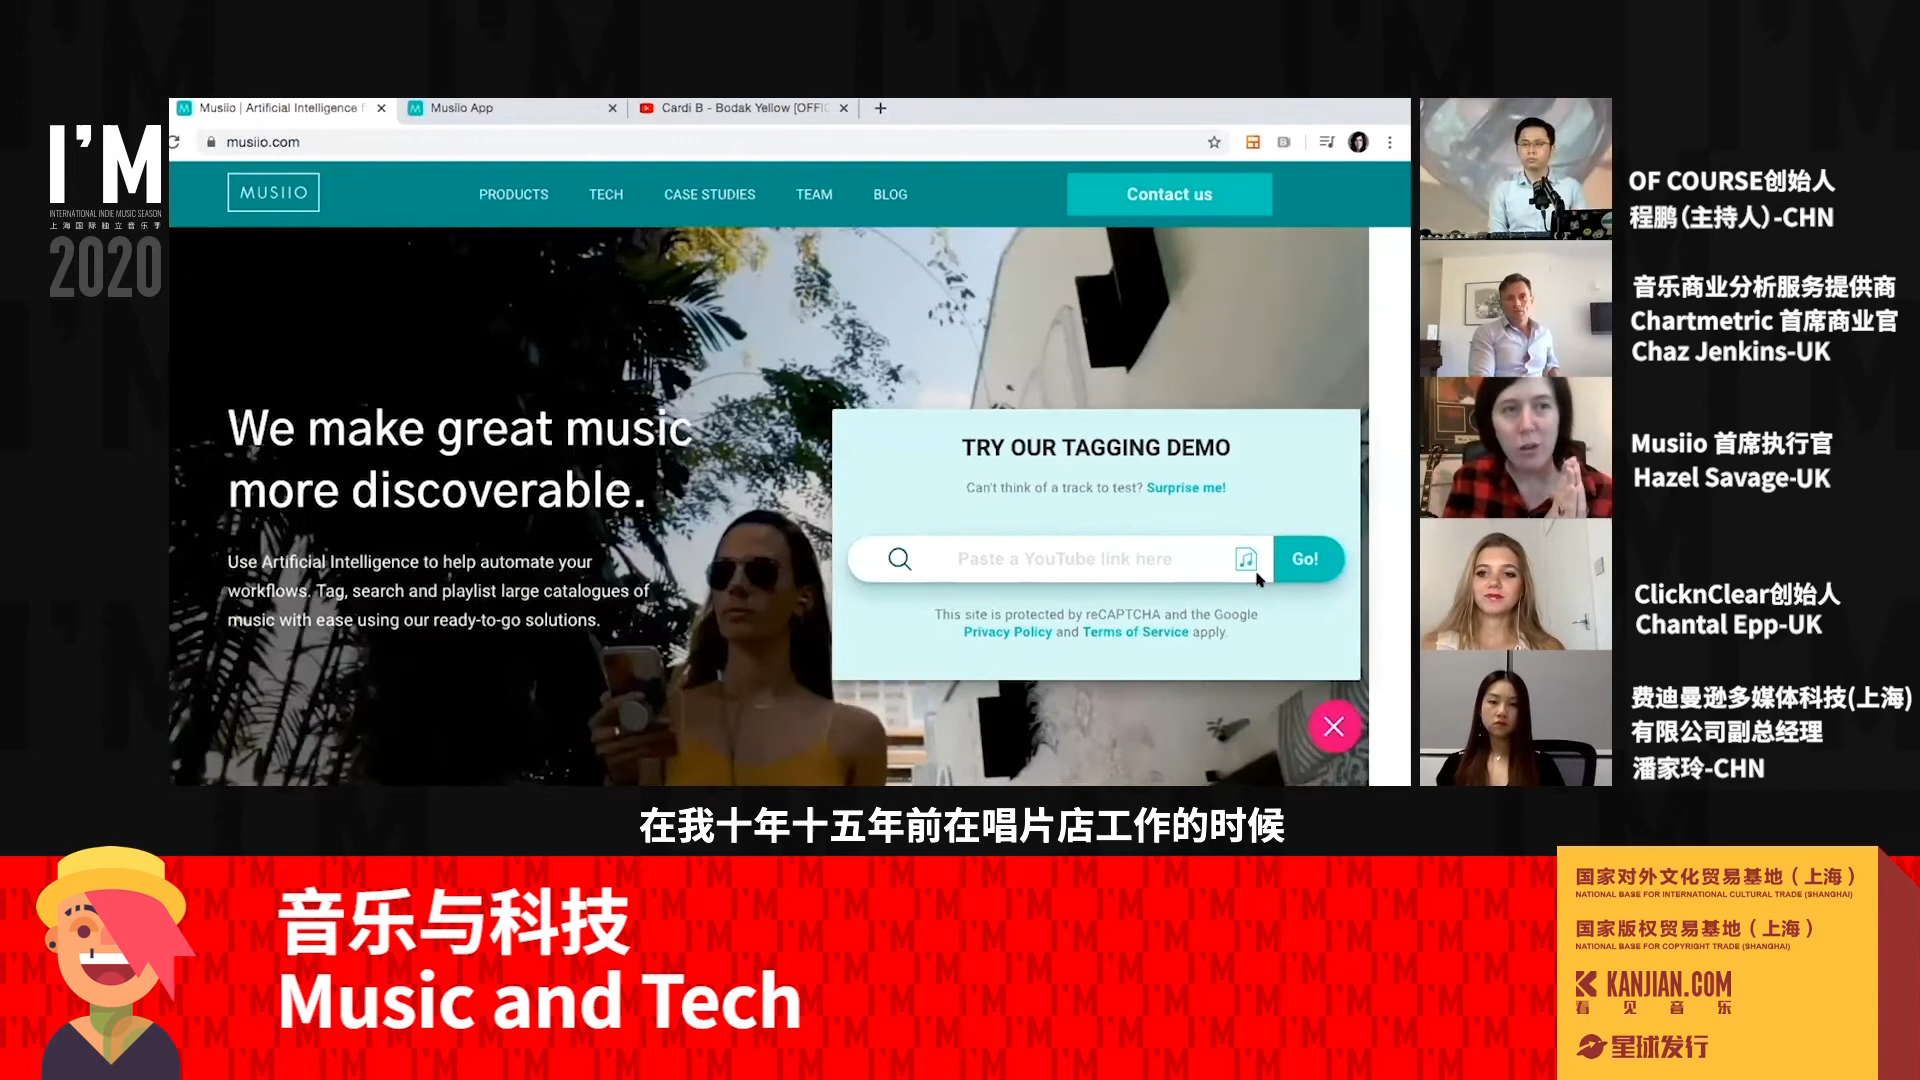 I'M
INTERNATIONAL INDIE MUSIC SEASON
上海国际独立音乐季
2020
Musiio | Artificial Intelligence f
Musiio App
Cardi B - Bodak Yellow [OFFIC
musiio.com
MUSIIO
PRODUCTS
TECH
CASE STUDIES
TEAM
BLOG
Contact us
We make great music
more discoverable.
Use Artificial Intelligence to help automate your
workflows. Tag, search and playlist large catalogues of
music with ease using our ready-to-go solutions.
TRY OUR TAGGING DEMO
Can't think of a track to test? Surprise me!
Paste a YouTube link here
Go!
This site is protected by reCAPTCHA and the Google
Privacy Policy and Terms of Service apply.
OF COURSE创始人
程鹏（主持人）-CHN
音乐商业分析服务提供商
Chartmetric 首席商业官
Chaz Jenkins-UK
Musiio 首席执行官
Hazel Savage-UK
ClicknClear创始人
Chantal Epp-UK
费迪曼逊多媒体科技(上海)
有限公司副总经理
潘家玲-CHN
在我十年十五年前在唱片店工作的时候
音乐与科技
Music and Tech
国家对外文化贸易基地（上海）
NATIONAL BASE FOR INTERNATIONAL CULTURAL TRADE (SHANGHAI)
国家版权贸易基地（上海）
NATIONAL BASE FOR COPYRIGHT TRADE (SHANGHAI)
KANJIAN.COM
看见音乐
星球发行